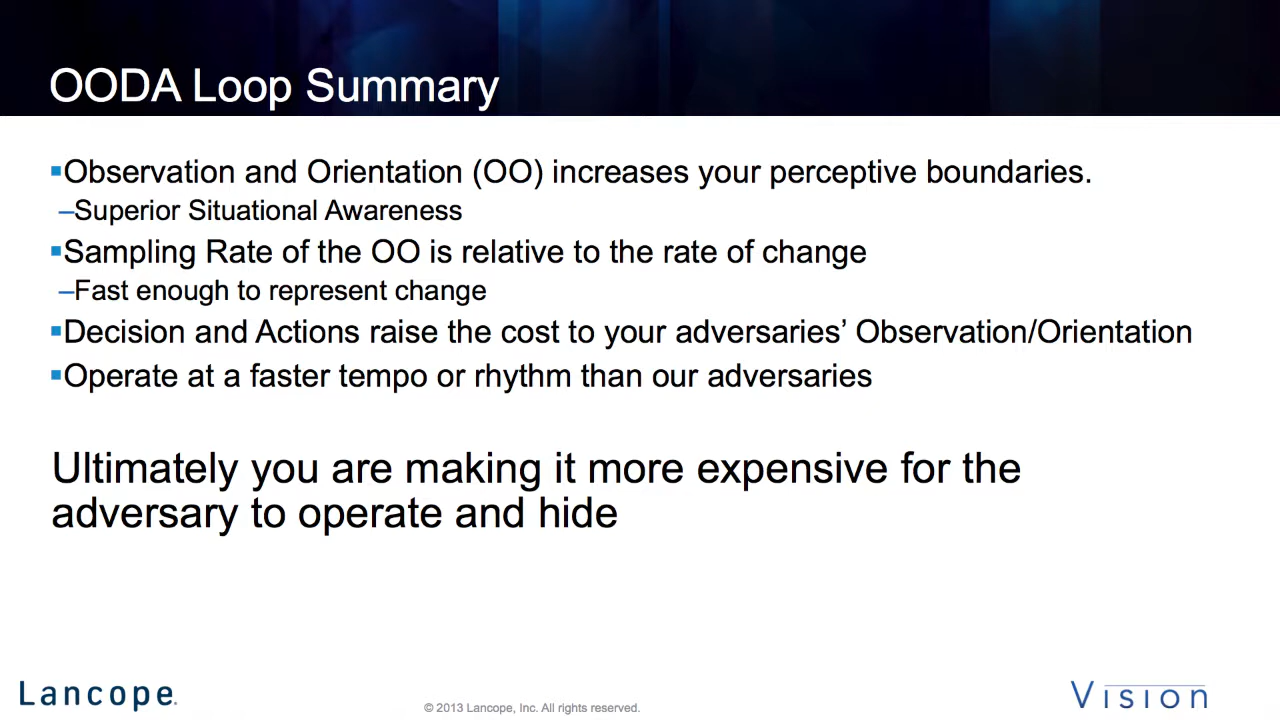 OODA Loop Summary
▪Observation and Orientation (OO) increases your perceptive boundaries.
–Superior Situational Awareness
▪Sampling Rate of the OO is relative to the rate of change
–Fast enough to represent change
▪Decision and Actions raise the cost to your adversaries’ Observation/Orientation
▪Operate at a faster tempo or rhythm than our adversaries
Ultimately you are making it more expensive for the
adversary to operate and hide
Lancope.
© 2013 Lancope, Inc. All rights reserved.
Vision